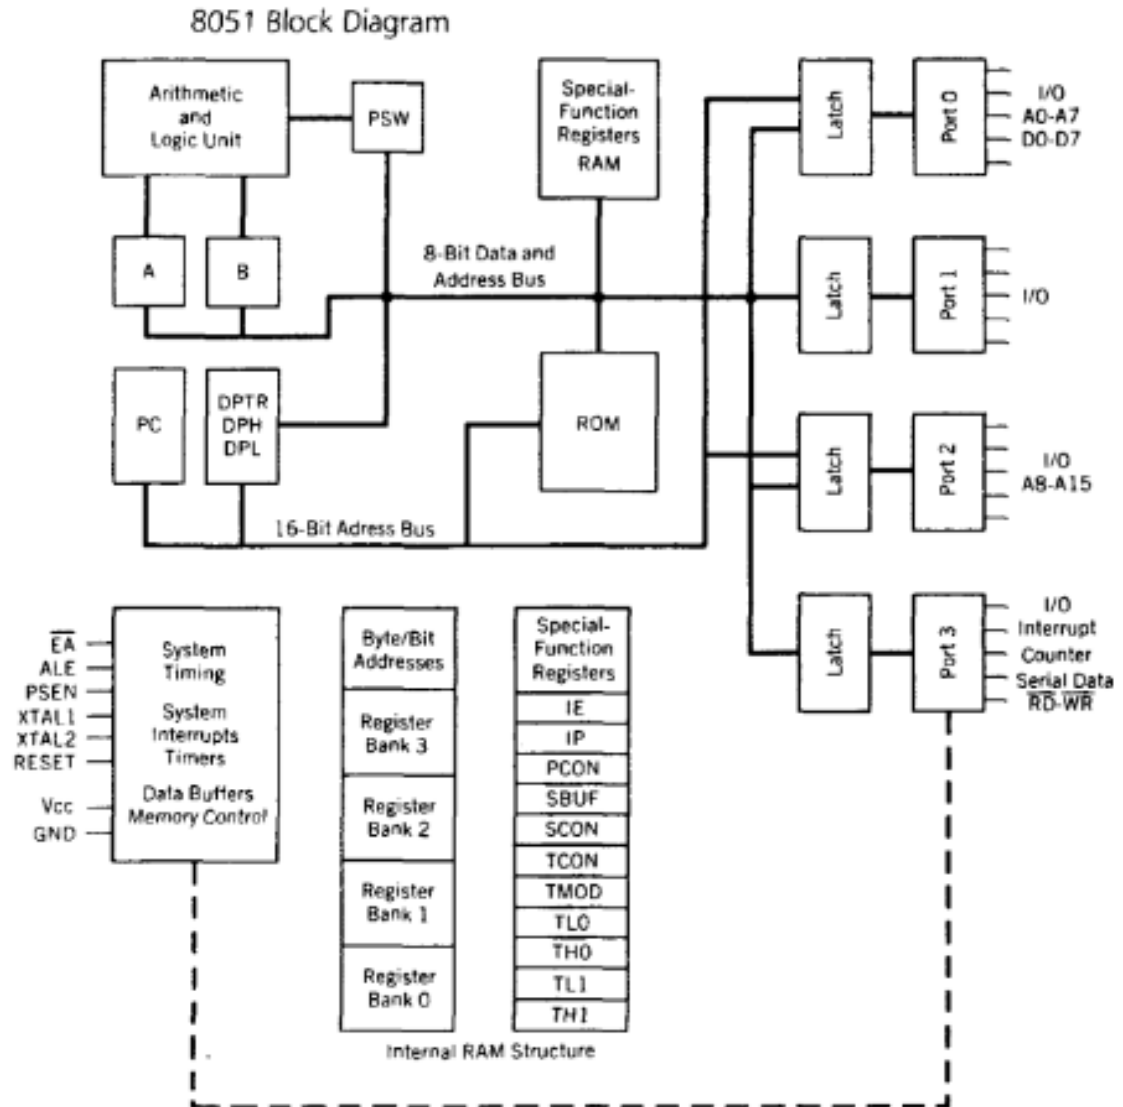 8051 Block Diagram
Arithmetic
and
Logic Unit
PSW
Special-
Function
Registers
RAM
Latch
Port 0
I/O
A0-A7
D0-D7
A
B
8-Bit Data and
Address Bus
Latch
Port 1
I/O
PC
DPTR
DPH
DPL
ROM
Latch
Port 2
I/O
A8-A15
16-Bit Adress Bus
Latch
Port 3
I/O
Interrupt
Counter
Serial Data
R̅D̅-W̅R̅
E̅A̅
ALE
PSEN
XTAL1
XTAL2
RESET
Vcc
GND
System
Timing
System
Interrupts
Timers
Data Buffers
Memory Control
Byte/Bit
Addresses
Register
Bank 3
Register
Bank 2
Register
Bank 1
Register
Bank 0
Special-
Function
Registers
IE
IP
PCON
SBUF
SCON
TCON
TMOD
TL0
TH0
TL1
TH1
Internal RAM Structure